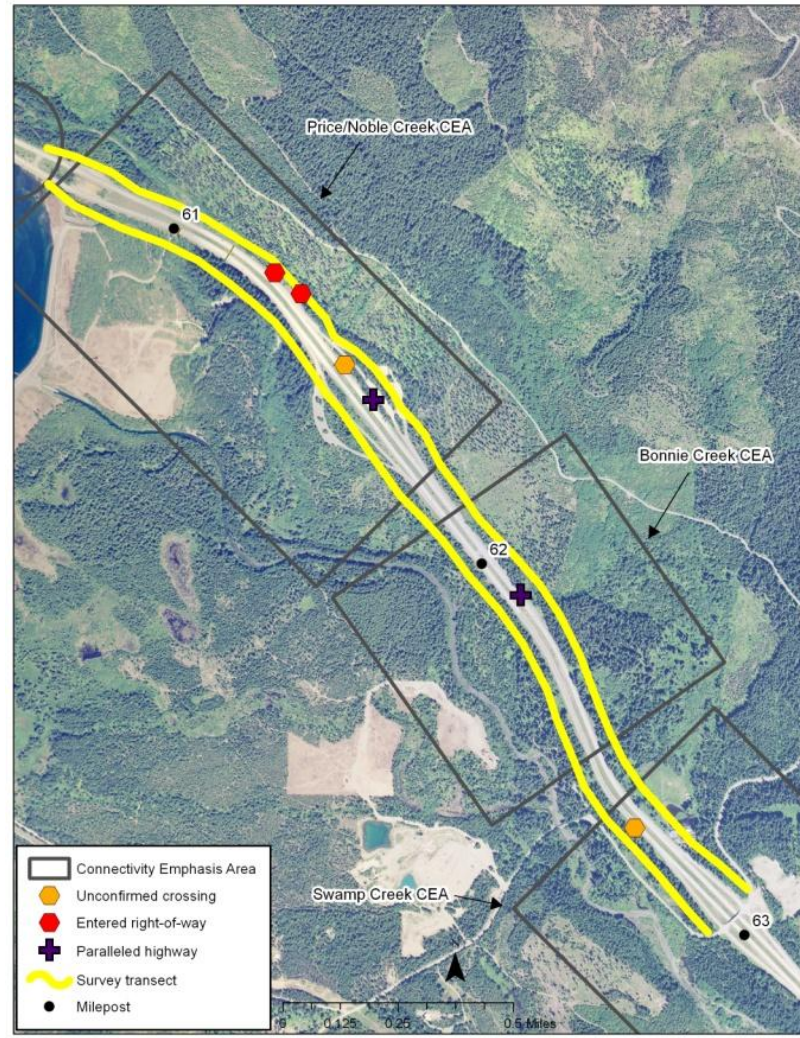 Price/Noble Creek CEA
61
Bonnie Creek CEA
62
Swamp Creek CEA
63
Connectivity Emphasis Area
Unconfirmed crossing
Entered right-of-way
Paralleled highway
Survey transect
Milepost
0 0.125 0.25 0.5 Miles